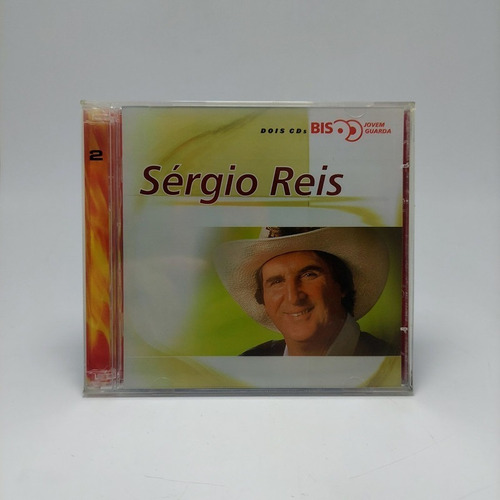 DOIS CDs BIS JOVEM GUARDA
2
Sérgio Reis